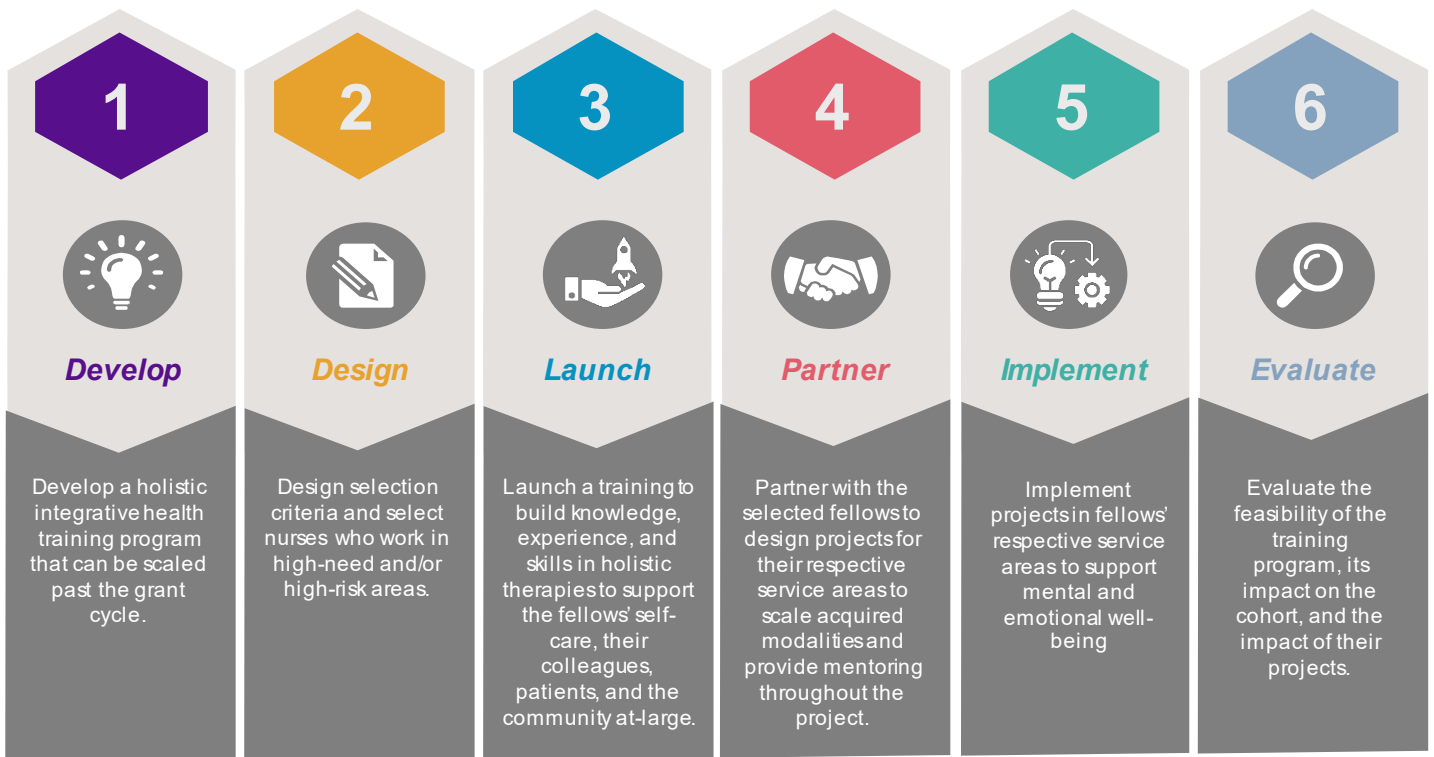 1
Develop
Develop a holistic
integrative health
training program
that can be scaled
past the grant
cycle.
2
Design
Design selection
criteria and select
nurses who work in
high-need and/or
high-risk areas.
3
Launch
Launch a training to
build knowledge,
experience, and
skills in holistic
therapies to support
the fellows' self-
care, their
colleagues,
patients, and the
community at-large.
4
Partner
Partner with the
selected fellows to
design projects for
their respective
service areas to
scale acquired
modalities and
provide mentoring
throughout the
project.
5
Implement
Implement
projects in fellows'
respective service
areas to support
mental and
emotional well-
being
6
Evaluate
Evaluate the
feasibility of the
training
program, its
impact on the
cohort, and the
impact of their
projects.